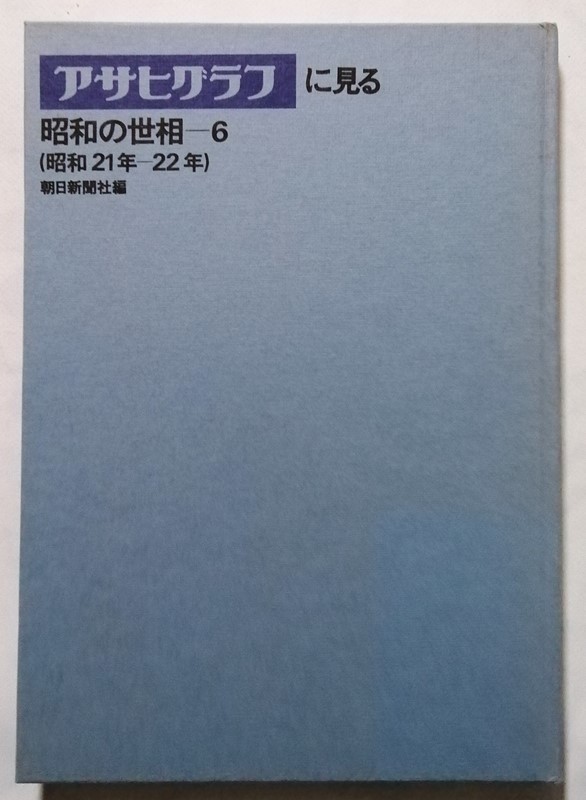 アサヒグラフに見る
昭和の世相—6
(昭和21年—22年)
朝日新聞社編